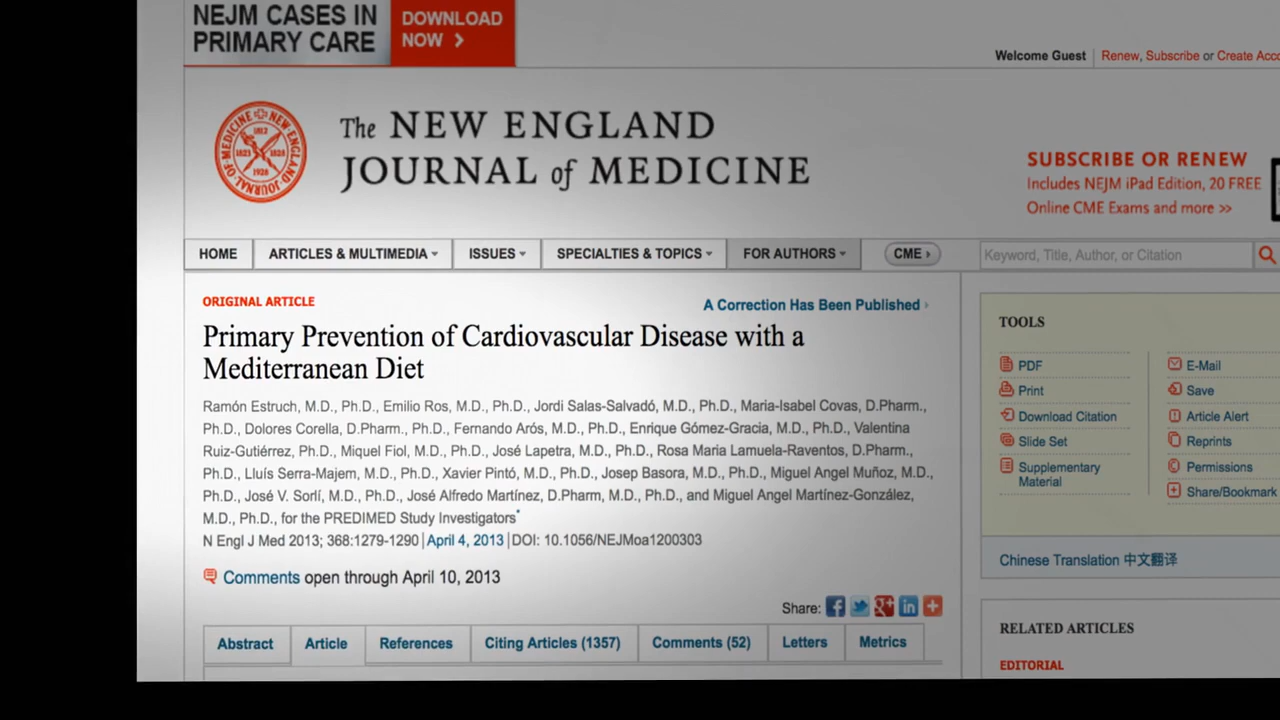 NEJM CASES IN
PRIMARY CARE
DOWNLOAD
NOW
Welcome Guest
Renew, Subscribe or Create
The NEW ENGLAND
JOURNAL of MEDICINE
SUBSCRIBE OR RENEW
Includes NEJM iPad Edition, 20 FREE
Online CME Exams and more >>
HOME
ARTICLES & MULTIMEDIA
ISSUES
SPECIALTIES & TOPICS
FOR AUTHORS
CME
Keyword, Title, Author, or Citation
ORIGINAL ARTICLE
A Correction Has Been Published
Primary Prevention of Cardiovascular Disease with a
Mediterranean Diet
Ramón Estruch, M.D., Ph.D., Emilio Ros, M.D., Ph.D., Jordi Salas-Salvadó, M.D., Ph.D., Maria-Isabel Covas, D.Pharm.,
Ph.D., Dolores Corella, D.Pharm., Ph.D., Fernando Arós, M.D., Ph.D., Enrique Gómez-Gracia, M.D., Ph.D., Valentina
Ruiz-Gutiérrez, Ph.D., Miquel Fiol, M.D., Ph.D., José Lapetra, M.D., Ph.D., Rosa Maria Lamuela-Raventos, D.Pharm.,
Ph.D., Lluís Serra-Majem, M.D., Ph.D., Xavier Pintó, M.D., Ph.D., Josep Basora, M.D., Ph.D., Miguel Angel Muñoz, M.D.,
Ph.D., José V. Sorlí, M.D., Ph.D., José Alfredo Martínez, D.Pharm, M.D., Ph.D., and Miguel Angel Martínez-González,
M.D., Ph.D., for the PREDIMED Study Investigators*
N Engl J Med 2013; 368:1279-1290 | April 4, 2013 | DOI: 10.1056/NEJMoa1200303
Comments open through April 10, 2013
Share:
Abstract
Article
References
Citing Articles (1357)
Comments (52)
Letters
Metrics
TOOLS
PDF
Print
Download Citation
Slide Set
Supplementary
Material
E-Mail
Save
Article Alert
Reprints
Permissions
Share/Bookmark
Chinese Translation 中文翻译
RELATED ARTICLES
EDITORIAL